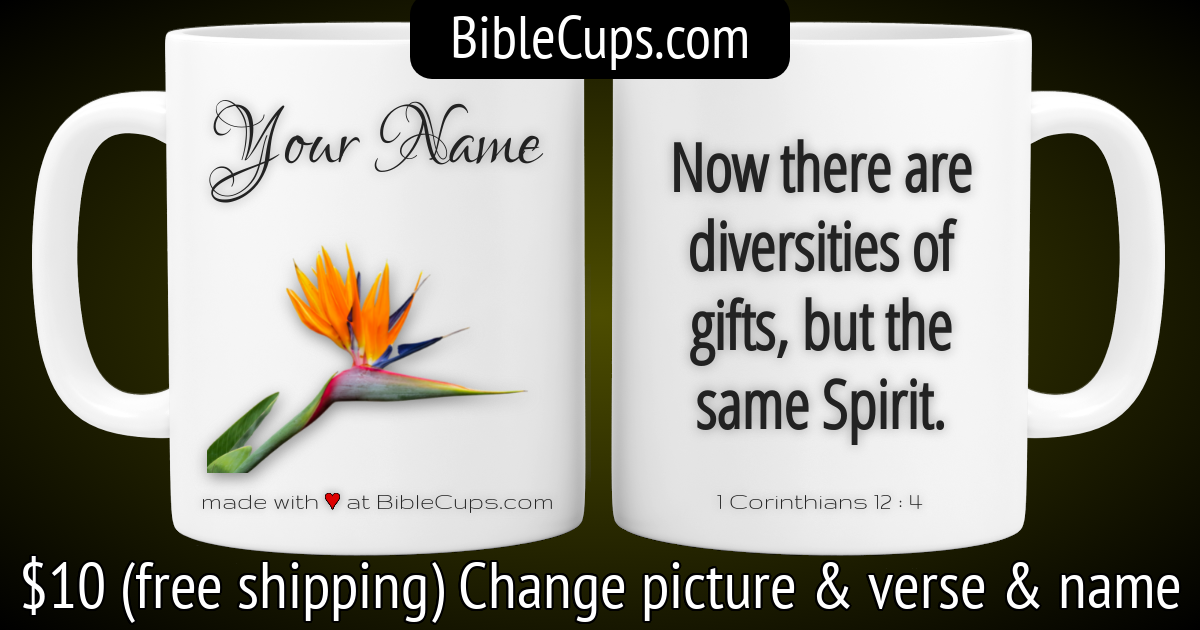 BibleCups.com
Your Name
made with ♥ at BibleCups.com
Now there are
diversities of
gifts, but the
same Spirit.
1 Corinthians 12 : 4
$10 (free shipping) Change picture & verse & name